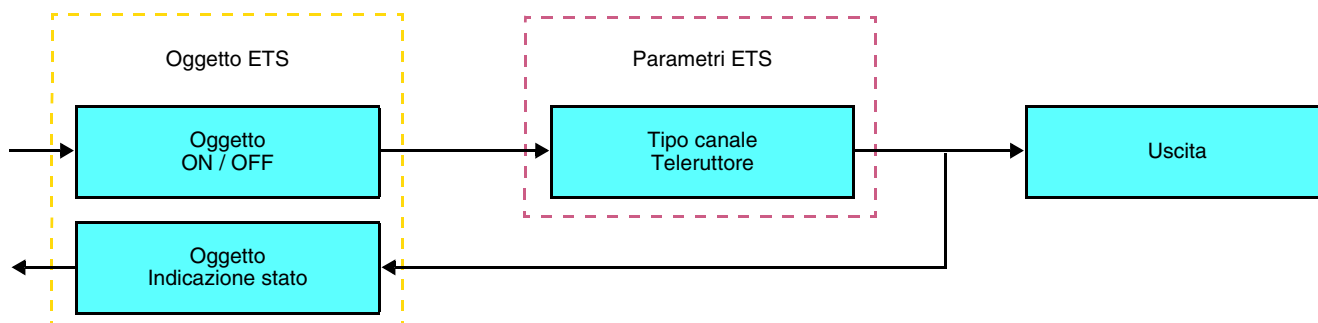 Oggetto ETS
Parametri ETS
Oggetto
ON / OFF
Tipo canale
Teleruttore
Uscita
Oggetto
Indicazione stato